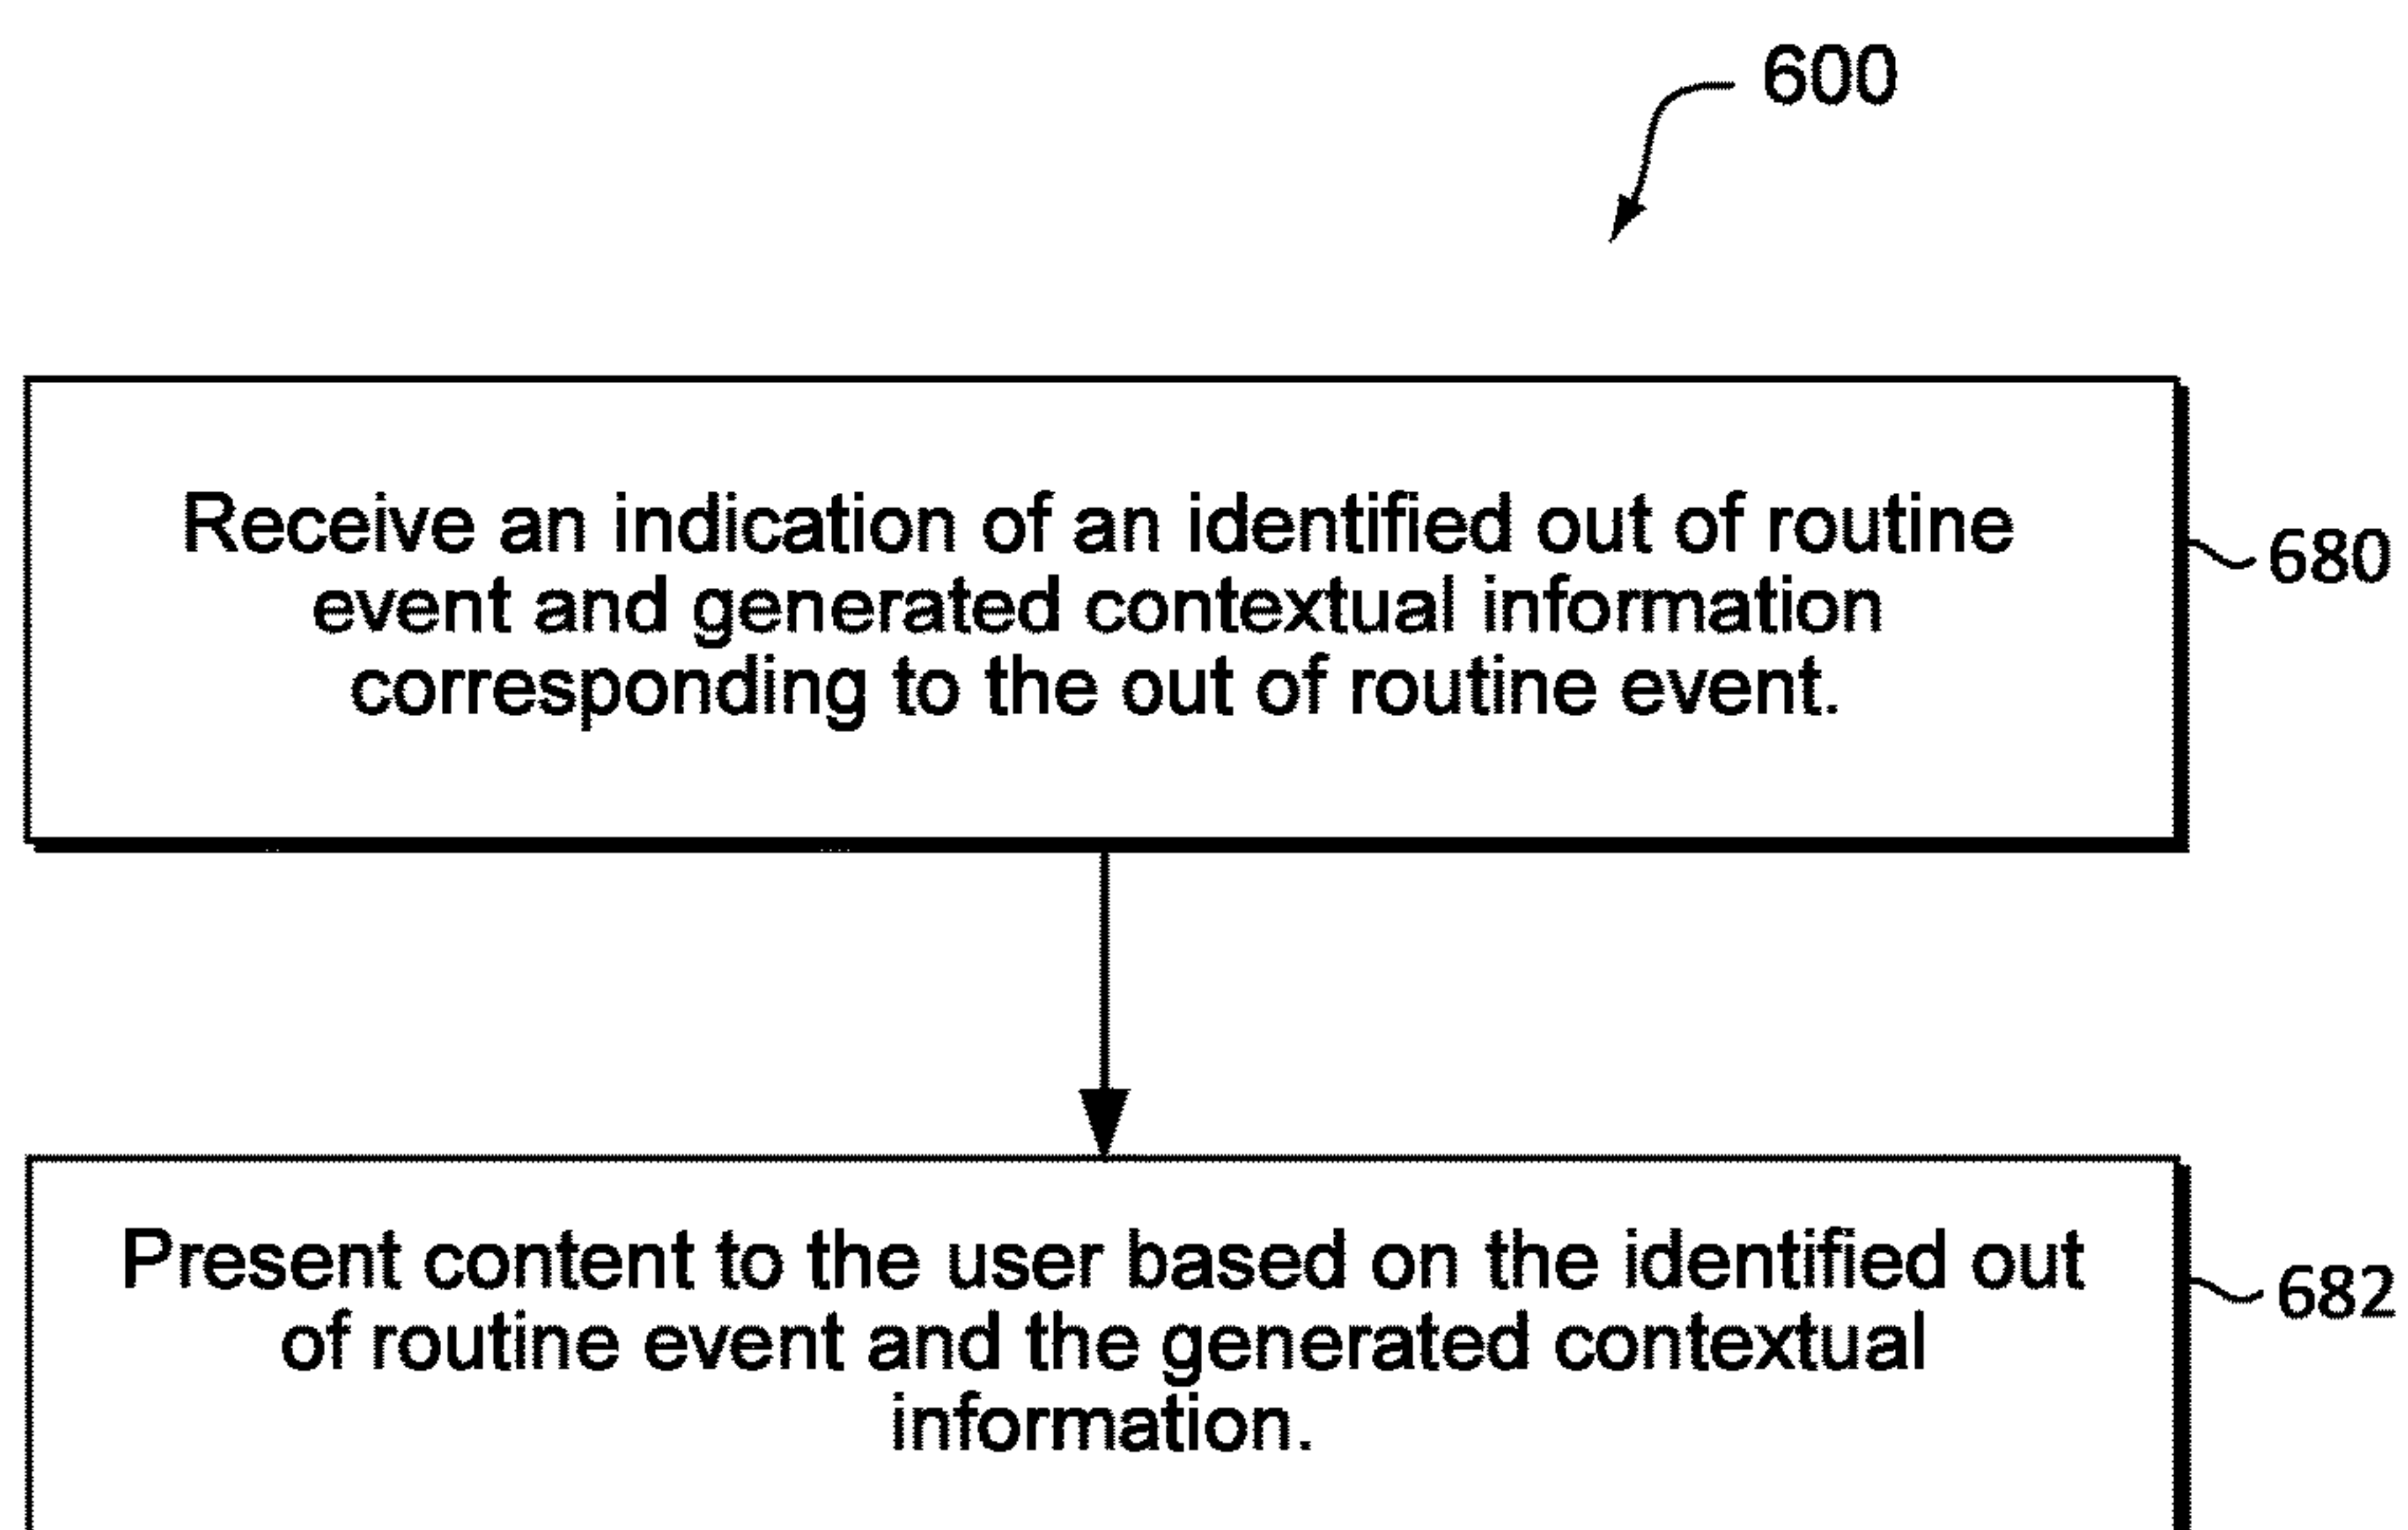 600
Receive an indication of an identified out of routine
event and generated contextual information
corresponding to the out of routine event.
680
Present content to the user based on the identified out
of routine event and the generated contextual
information.
682